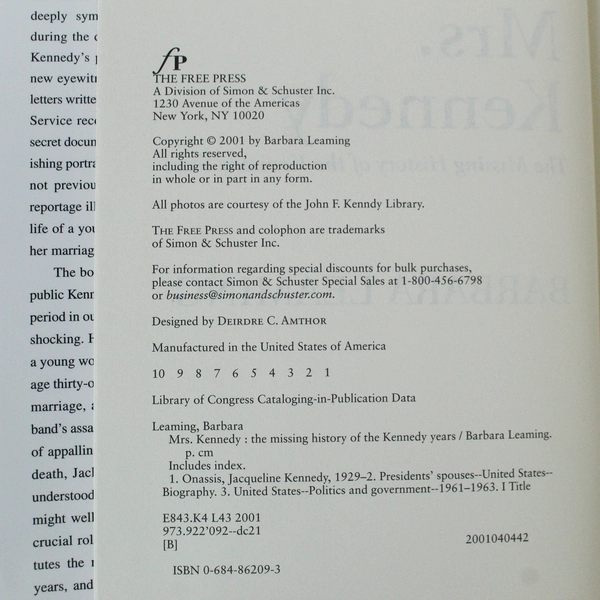 deeply sym
during the
Kennedy's
new eyewit
letters writte
Service rec
secret docun
ishing portra
not previou
reportage ill
life of a you
her marriag
The bo
public Kenn
period in ou
shocking. H
a young wo
age thirty-o
marriage,
band's assa
of appallin
death, Jacl
understood
might well
crucial rol
tutes the
years, and
fP
THE FREE PRESS
A Division of Simon & Schuster Inc.
1230 Avenue of the Americas
New York, NY 10020
Copyright © 2001 by Barbara Leaming
All rights reserved,
including the right of reproduction
in whole or in part in any form.
All photos are courtesy of the John F. Kenndy Library.
THE FREE PRESS and colophon are trademarks
of Simon & Schuster Inc.
For information regarding special discounts for bulk purchases,
please contact Simon & Schuster Special Sales at 1-800-456-6798
or business@simonandschuster.com.
Designed by DEIRDRE C. AMTHOR
Manufactured in the United States of America
10 9 8 7 6 5 4 3 2 1
Library of Congress Cataloging-in-Publication Data
Leaming, Barbara
Mrs. Kennedy : the missing history of the Kennedy years / Barbara Leaming.
p. cm
Includes index.
1. Onassis, Jacqueline Kennedy, 1929–2. Presidents' spouses--United States--
Biography. 3. United States--Politics and government--1961–1963. I Title
E843.K4 L43 2001
973.922'092--dc21
[B]
2001040442
ISBN 0-684-86209-3